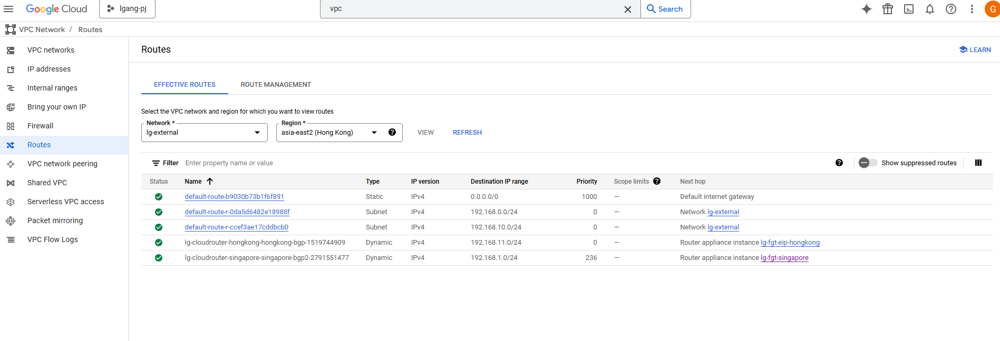 Google Cloud lgang-pj vpc Search G
VPC Network / Routes
VPC networks
IP addresses
Internal ranges
Bring your own IP
Firewall
Routes
VPC network peering
Shared VPC
Serverless VPC access
Packet mirroring
VPC Flow Logs
Routes LEARN
EFFECTIVE ROUTES ROUTE MANAGEMENT
Select the VPC network and region for which you want to view routes
Network * Region *
lg-external asia-east2 (Hong Kong) VIEW REFRESH
Filter Enter property name or value Show suppressed routes
Status Name Type IP version Destination IP range Priority Scope limits Next hop
default-route-b9030b73b1f6f891 Static IPv4 0.0.0.0/0 1000 — Default internet gateway
default-route-r-0da5d6482e18988f Subnet IPv4 192.168.0.0/24 0 — Network lg-external
default-route-r-ccef3ae17cddbcb0 Subnet IPv4 192.168.10.0/24 0 — Network lg-external
lg-cloudrouter-hongkong-hongkong-bgp-1519744909 Dynamic IPv4 192.168.11.0/24 0 — Router appliance instance lg-fgt-eip-hongkong
lg-cloudrouter-singapore-singapore-bgp2-2791551477 Dynamic IPv4 192.168.1.0/24 236 — Router appliance instance lg-fgt-singapore